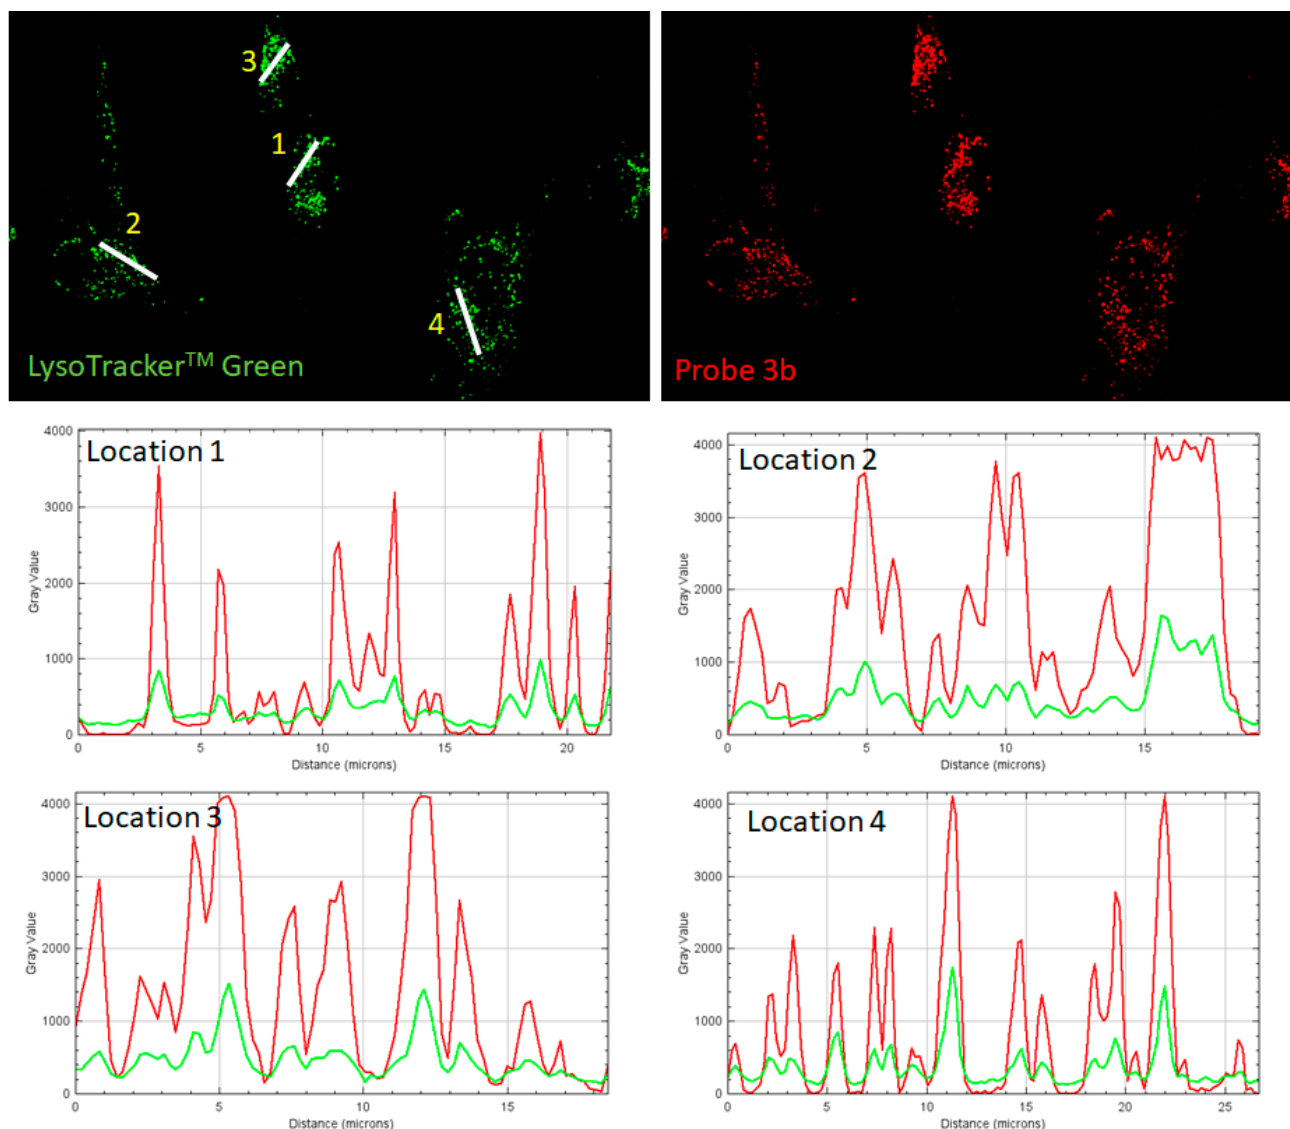 3
1
2
4
LysoTracker™ Green
Probe 3b
Location 1
4000
3000
2000
1000
0
Gray Value
0 5 10 15 20
Distance (microns)
Location 2
4000
3000
2000
1000
0
Gray Value
0 5 10 15
Distance (microns)
Location 3
4000
3000
2000
1000
0
Gray Value
0 5 10 15
Distance (microns)
Location 4
4000
3000
2000
1000
0
Gray Value
0 5 10 15 20 25
Distance (microns)